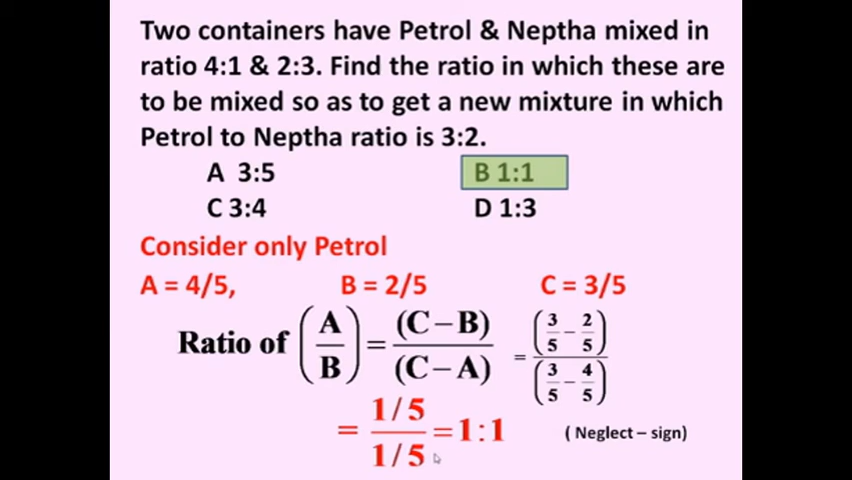 Two containers have Petrol & Neptha mixed in
ratio 4:1 & 2:3. Find the ratio in which these are
to be mixed so as to get a new mixture in which
Petrol to Neptha ratio is 3:2.
A 3:5 B 1:1
C 3:4 D 1:3
Consider only Petrol
A = 4/5, B = 2/5 C = 3/5
Ratio of (A/B) = (C–B)/(C–A) = (3/5 – 2/5)/(3/5 – 4/5)
= 1/5 / 1/5 = 1:1 ( Neglect – sign)